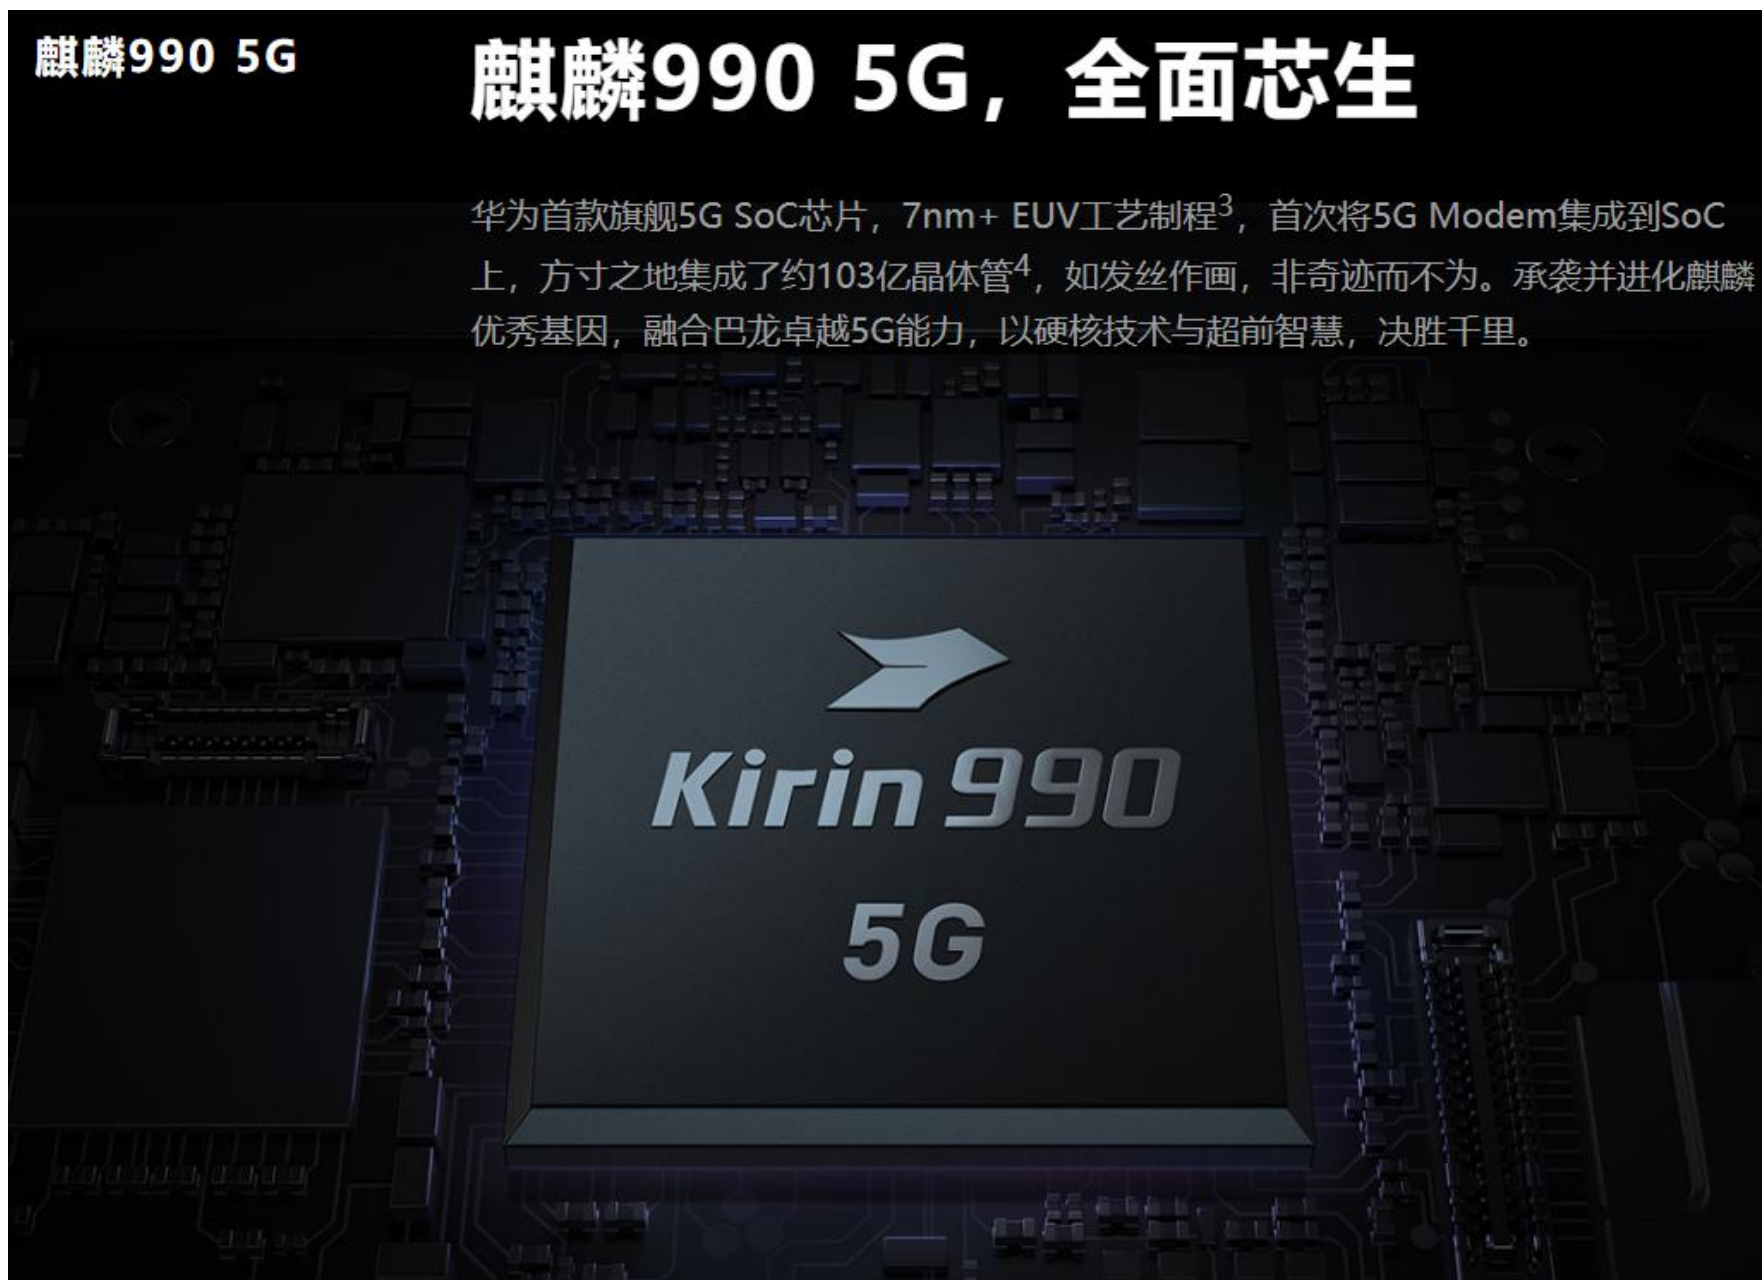 麒麟990 5G
麒麟990 5G，全面芯生
华为首款旗舰5G SoC芯片，7nm+ EUV工艺制程3，首次将5G Modem集成到SoC
上，方寸之地集成了约103亿晶体管4，如发丝作画，非奇迹而不为。承袭并进化麒麟
优秀基因，融合巴龙卓越5G能力，以硬核技术与超前智慧，决胜千里。
Kirin 990
5G